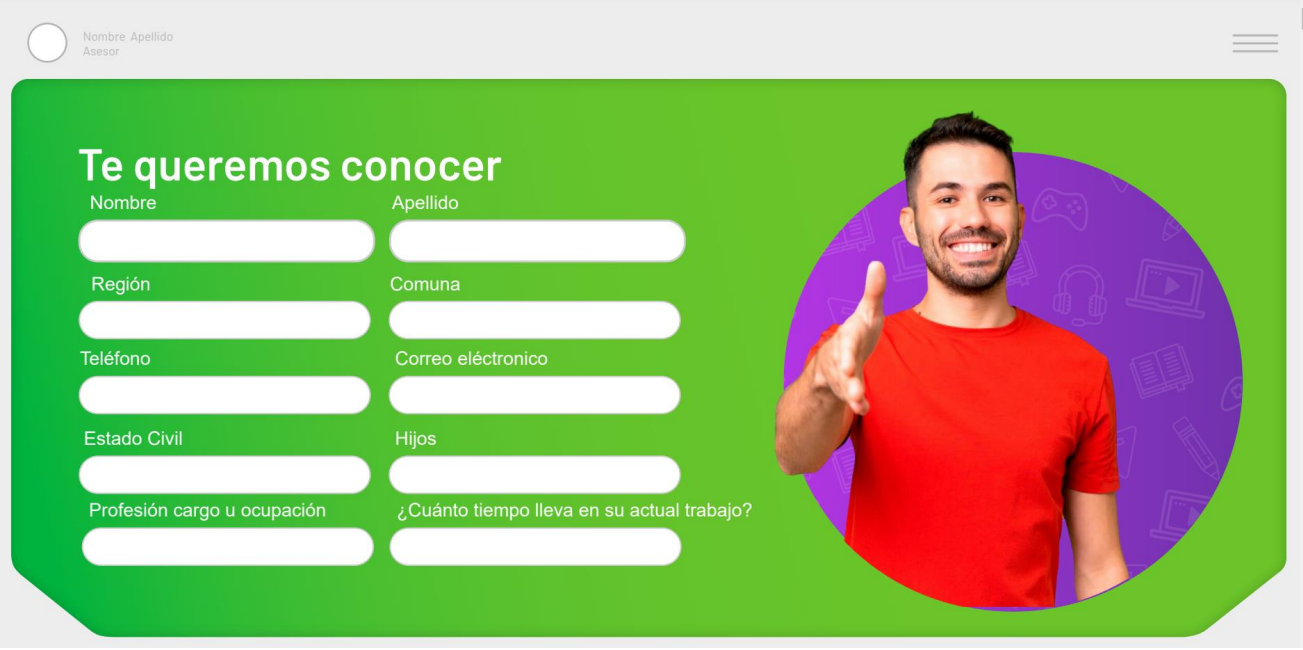 Nombre Apellido
Asesor
Te queremos conocer
Nombre
Apellido
Región
Comuna
Teléfono
Correo eléctronico
Estado Civil
Hijos
Profesión cargo u ocupación
¿Cuánto tiempo lleva en su actual trabajo?